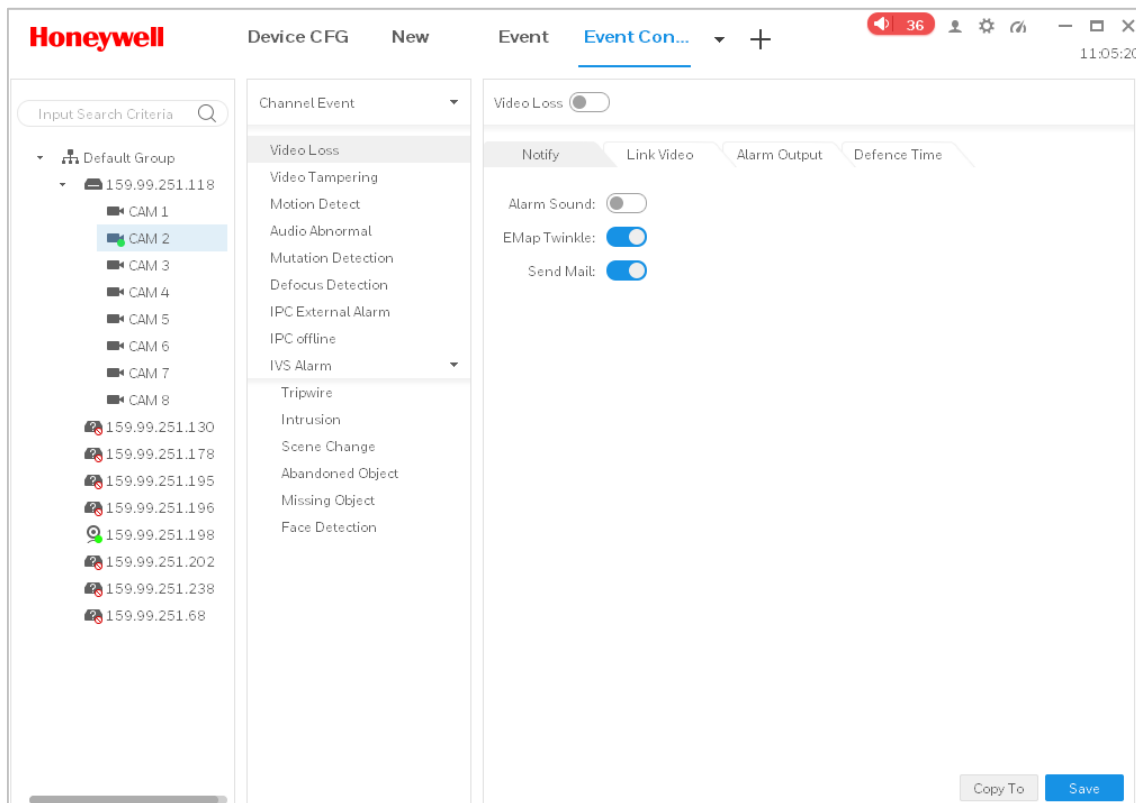 Honeywell
Device CFG New Event Event Con...
36
11:05:20
Input Search Criteria
Default Group
159.99.251.118
CAM 1
CAM 2
CAM 3
CAM 4
CAM 5
CAM 6
CAM 7
CAM 8
159.99.251.130
159.99.251.178
159.99.251.195
159.99.251.196
159.99.251.198
159.99.251.202
159.99.251.238
159.99.251.68
Channel Event
Video Loss
Video Tampering
Motion Detect
Audio Abnormal
Mutation Detection
Defocus Detection
IPC External Alarm
IPC offline
IVS Alarm
Tripwire
Intrusion
Scene Change
Abandoned Object
Missing Object
Face Detection
Video Loss
Notify Link Video Alarm Output Defence Time
Alarm Sound:
EMap Twinkle:
Send Mail:
Copy To Save